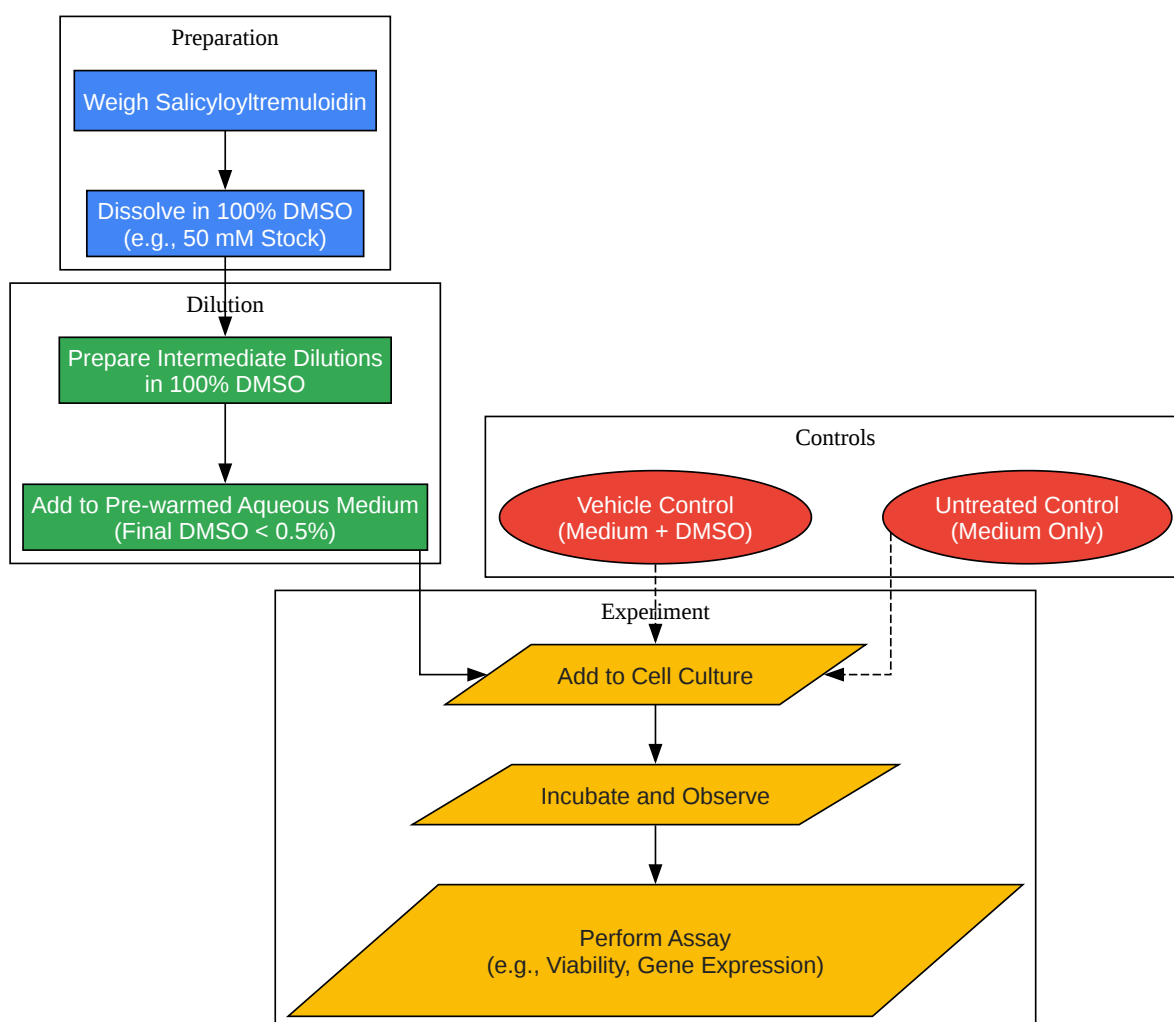 Preparation
Weigh Salicyloyltremuloidin
Dissolve in 100% DMSO
(e.g., 50 mM Stock)
Dilution
Prepare Intermediate Dilutions
in 100% DMSO
Add to Pre-warmed Aqueous Medium
(Final DMSO < 0.5%)
Controls
Vehicle Control
(Medium + DMSO)
Untreated Control
(Medium Only)
Experiment
Add to Cell Culture
Incubate and Observe
Perform Assay
(e.g., Viability, Gene Expression)